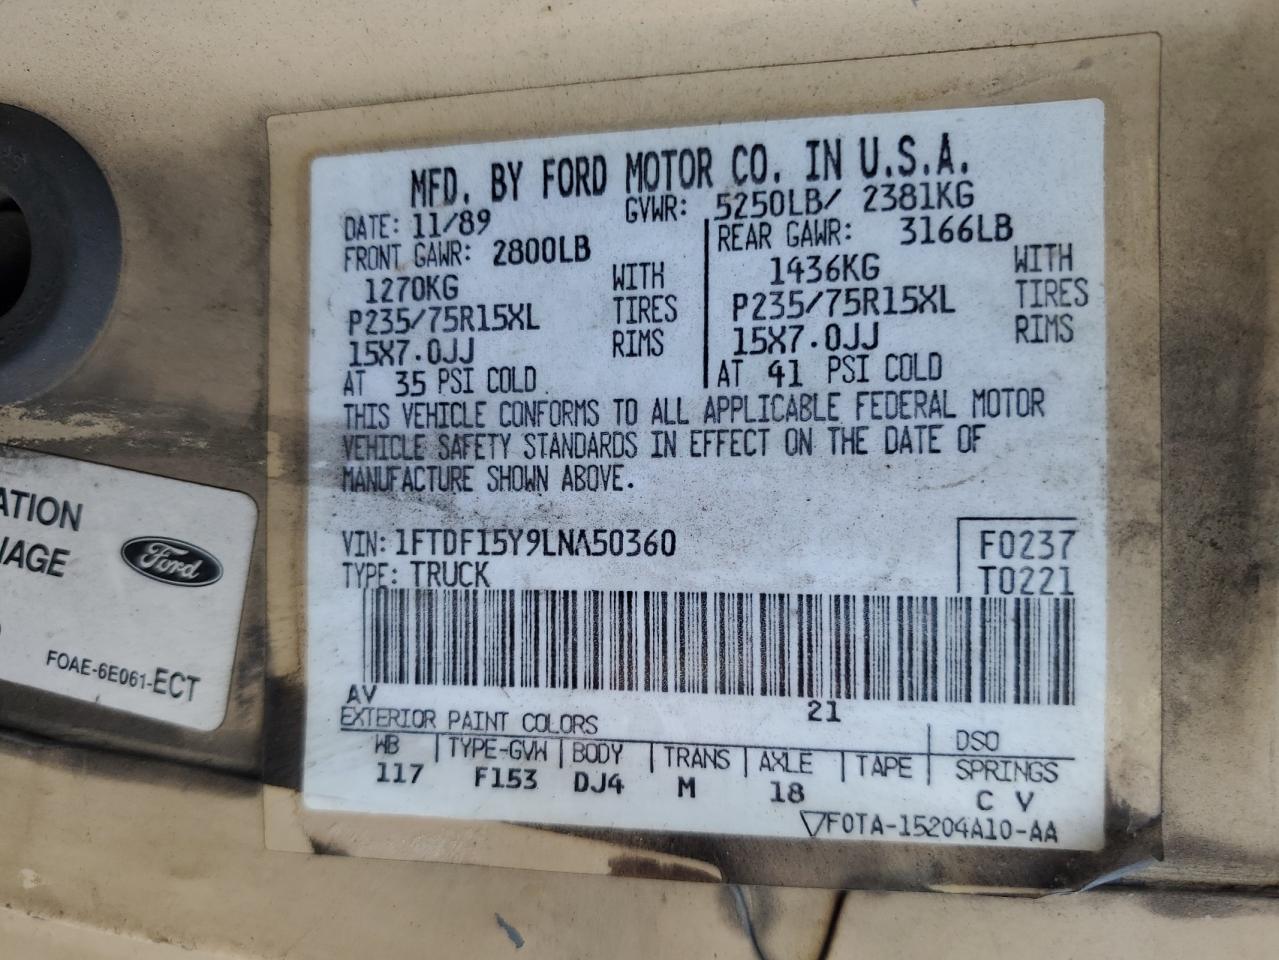 MFD. BY FORD MOTOR CO. IN U.S.A.
DATE: 11/89 GVWR: 5250LB/ 2381KG
FRONT GAWR: 2800LB REAR GAWR: 3166LB
1270KG WITH 1436KG WITH
P235/75R15XL TIRES P235/75R15XL TIRES
15X7.0JJ RIMS 15X7.0JJ RIMS
AT 35 PSI COLD AT 41 PSI COLD
THIS VEHICLE CONFORMS TO ALL APPLICABLE FEDERAL MOTOR
VEHICLE SAFETY STANDARDS IN EFFECT ON THE DATE OF
MANUFACTURE SHOWN ABOVE.
VIN: 1FTDF15Y9LNA50360 F0237
TYPE: TRUCK T0221
AV 21
EXTERIOR PAINT COLORS DSO
WB TYPE-GVW BODY TRANS AXLE TAPE SPRINGS
117 F153 DJ4 M 18 C V
▽F0TA-15204A10-AA
ATION
IAGE
Ford
FOAE-6E061-ECT